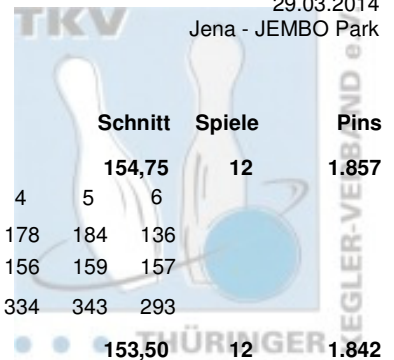 29.03.2014
TKV
Jena - JEMBO Park
Schnitt Spiele Pins
154,75 12 1.857
4 5 6
178 184 136
156 159 157
334 343 293
THÜRINGER
153,50 12 1.842
KEGLER-VERBAND e.V.